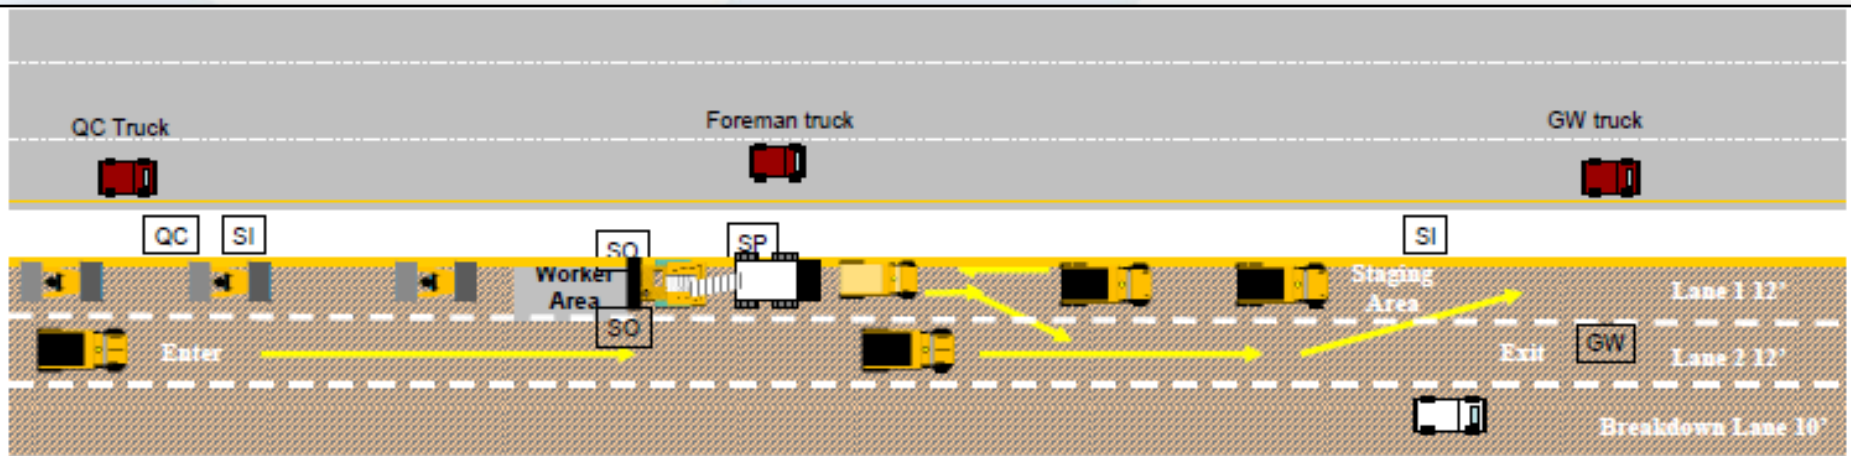 QC Truck
Foreman truck
GW truck
QC
SI
SO
SP
SI
Worker
Area
Staging
Area
Lane 1 12’
SO
Enter
Exit
GW
Lane 2 12’
Breakdown Lane 10’